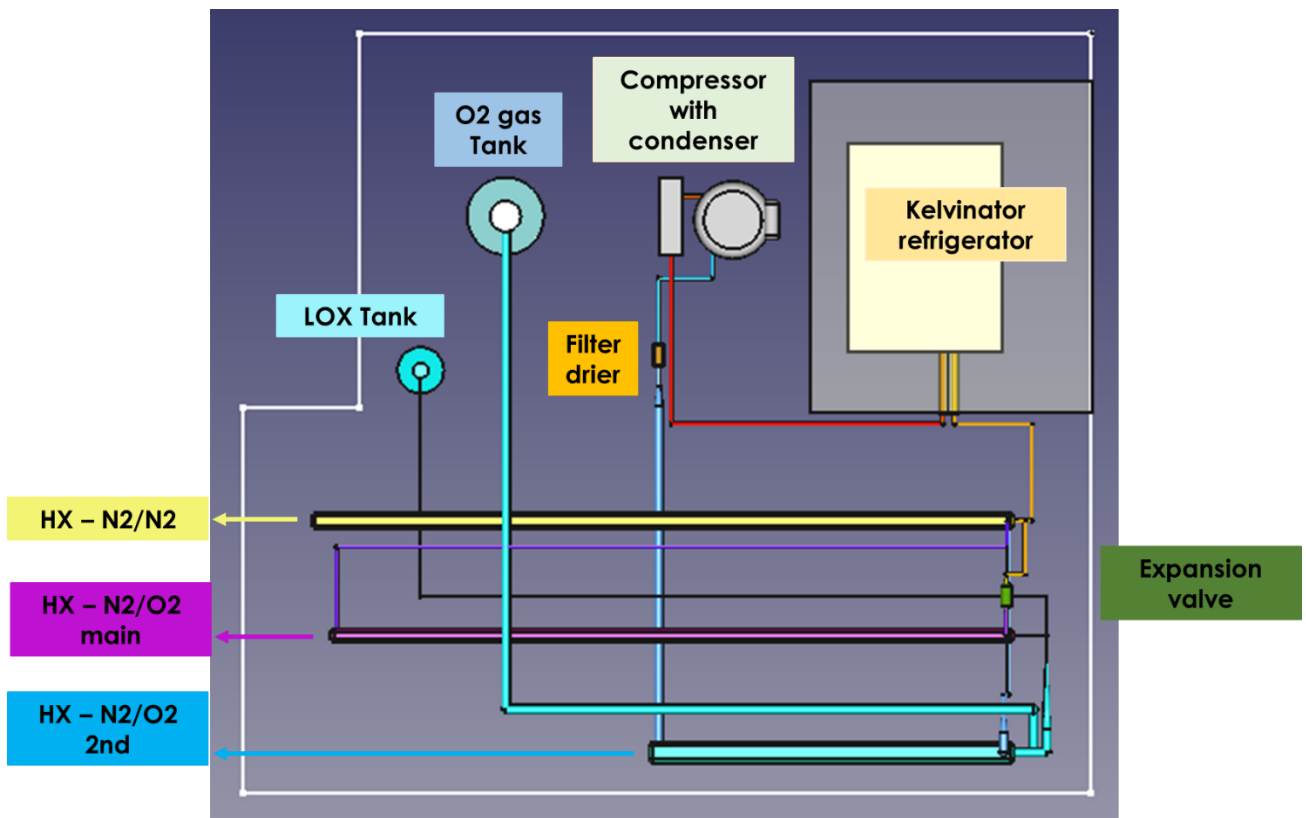 Compressor
with
condenser
O2 gas
Tank
Kelvinator
refrigerator
LOX Tank
Filter
drier
HX – N2/N2
Expansion
valve
HX – N2/O2
main
HX – N2/O2
2nd